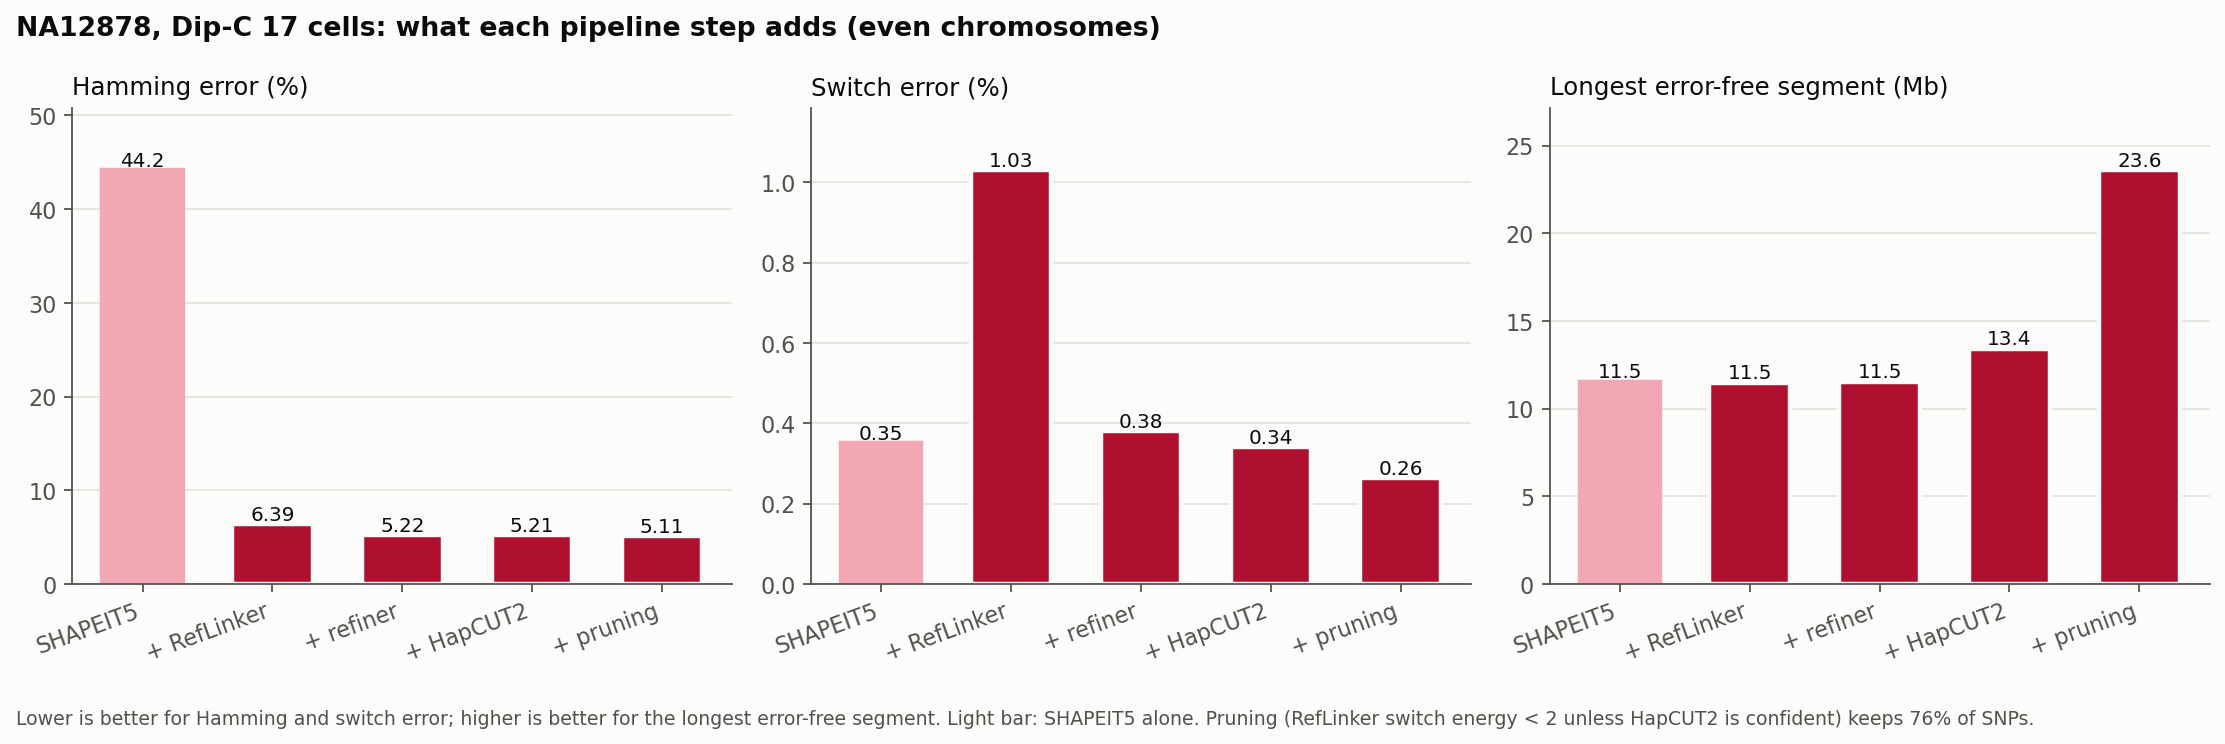 NA12878, Dip-C 17 cells: what each pipeline step adds (even chromosomes)
Hamming error (%)
50
40
30
20
10
0
44.2
6.39
5.22
5.21
5.11
SHAPEIT5
+ RefLinker
+ refiner
+ HapCUT2
+ pruning
Switch error (%)
1.0
0.8
0.6
0.4
0.2
0.0
0.35
1.03
0.38
0.34
0.26
SHAPEIT5
+ RefLinker
+ refiner
+ HapCUT2
+ pruning
Longest error-free segment (Mb)
25
20
15
10
5
0
11.5
11.5
11.5
13.4
23.6
SHAPEIT5
+ RefLinker
+ refiner
+ HapCUT2
+ pruning
Lower is better for Hamming and switch error; higher is better for the longest error-free segment. Light bar: SHAPEIT5 alone. Pruning (RefLinker switch energy < 2 unless HapCUT2 is confident) keeps 76% of SNPs.